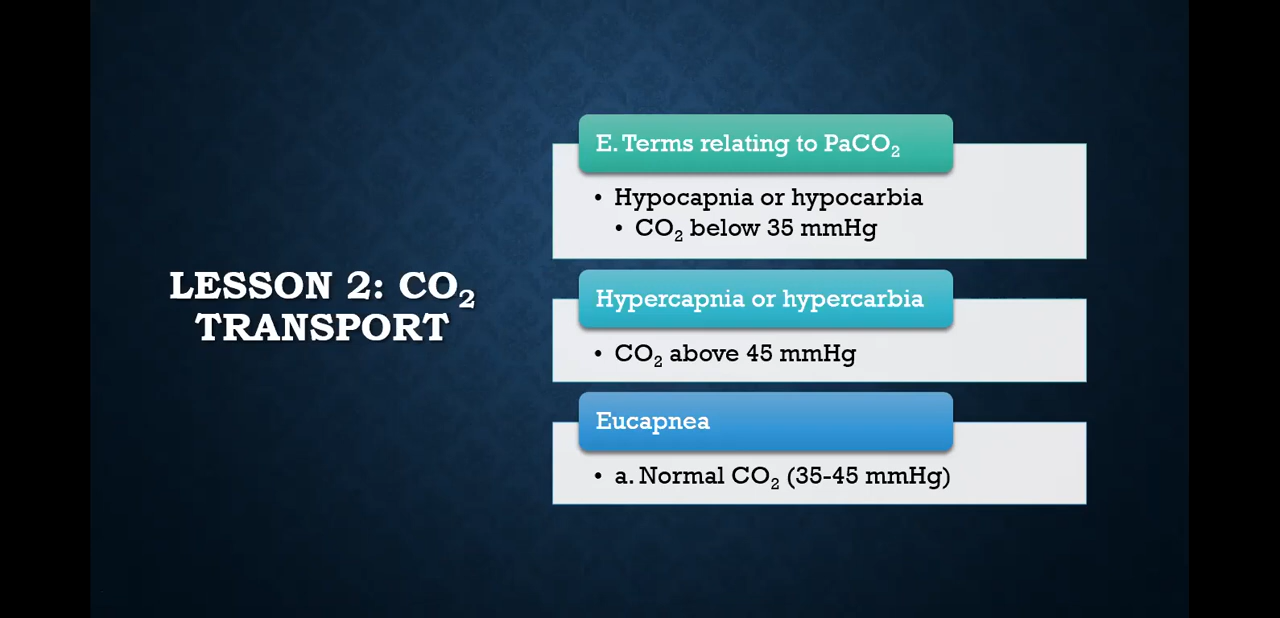 LESSON 2: CO₂
TRANSPORT
E. Terms relating to PaCO₂
• Hypocapnia or hypocarbia
• CO₂ below 35 mmHg
Hypercapnia or hypercarbia
• CO₂ above 45 mmHg
Eucapnea
• a. Normal CO₂ (35-45 mmHg)